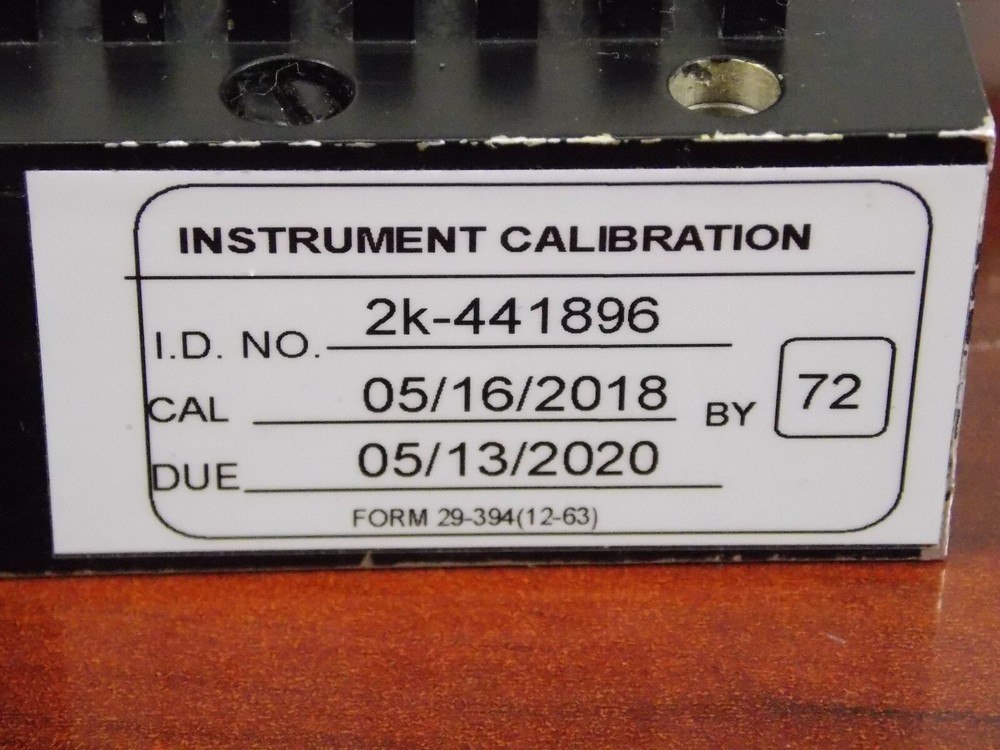 INSTRUMENT CALIBRATION
I.D. NO. 2k-441896
CAL 05/16/2018 BY 72
DUE 05/13/2020
FORM 29-394(12-63)